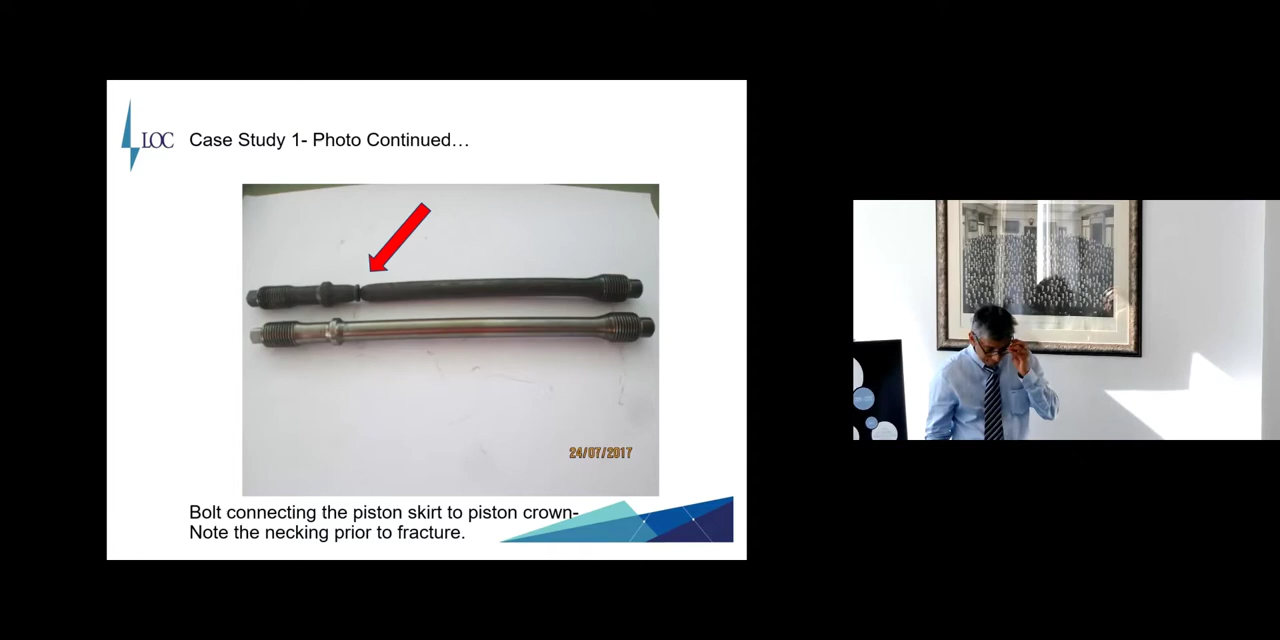 LOC
Case Study 1- Photo Continued…
24/07/2017
Bolt connecting the piston skirt to piston crown-
Note the necking prior to fracture.